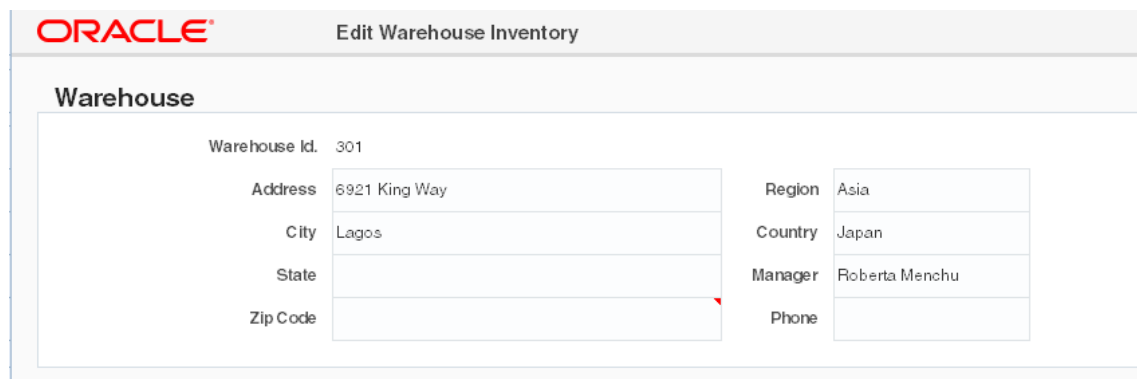 ORACLE® Edit Warehouse Inventory
Warehouse
Warehouse Id. 301
Address 6921 King Way Region Asia
City Lagos Country Japan
State Manager Roberta Menchu
Zip Code Phone